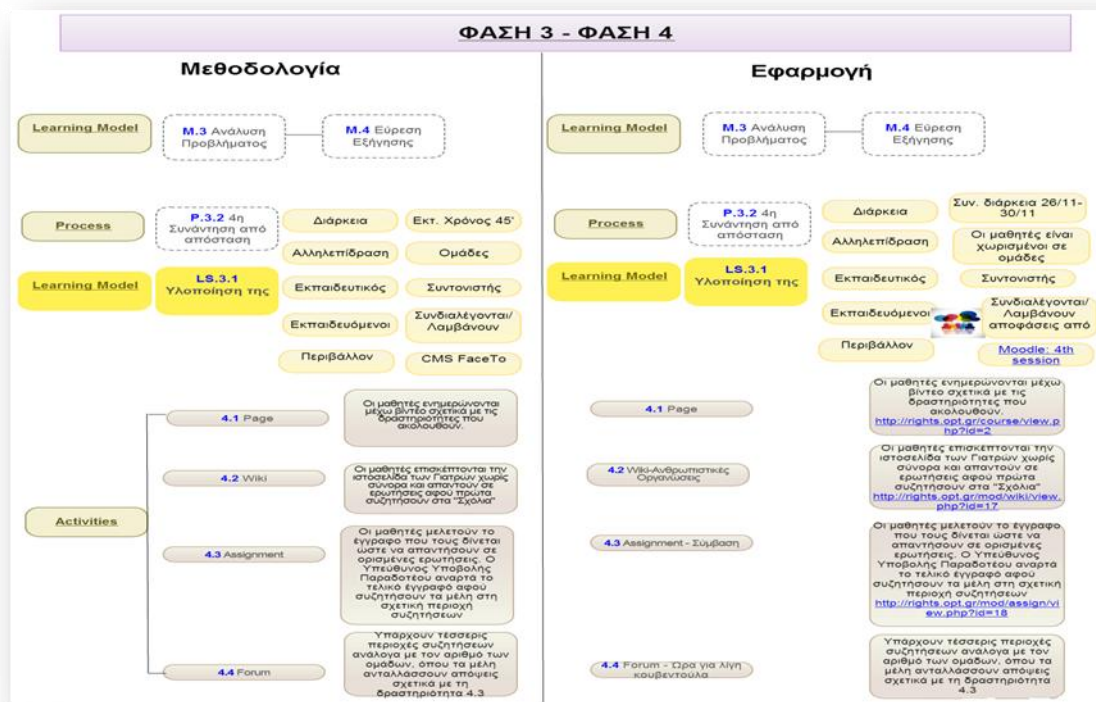 ΦΑΣΗ 3 - ΦΑΣΗ 4
Μεθοδολογία
Learning Model
Μ.3 Ανάλυση
Προβλήματος
Μ.4 Εύρεση
Εξήγησης
Process
P.3.2 4η
Συνάντηση από
απόσταση
Διάρκεια
Εκτ. Χρόνος 45'
Αλληλεπίδραση
Ομάδες
Learning Model
LS.3.1
Υλοποίηση της
Εκπαιδευτικός
Συντονιστής
Εκπαιδευόμενοι
Συνδιαλέγονται/
Λαμβάνουν
Περιβάλλον
CMS FaceTo
Activities
4.1 Page
Οι μαθητές ενημερώνονται
μέχω βίντεο σχετικά με τις
δραστηριότητες που
ακολουθούν.
4.2 Wiki
Οι μαθητές επισκέπτονται την
ιστοσελίδα των Γιατρών χωρίς
σύνορα και απαντούν σε
ερωτήσεις αφού πρώτα
συζητήσουν στα "Σχόλια"
4.3 Assignment
Οι μαθητές μελετούν το
έγγραφο που τους δίνεται
ώστε να απαντήσουν σε
ορισμένες ερωτήσεις. Ο
Υπεύθυνος Υποβολής
Παραδοτέου αναρτά το
τελικό έγγραφό αφού
συζητήσουν τα μέλη στη
σχετική περιοχή
συζητήσεων
4.4 Forum
Υπάρχουν τέσσερις
περιοχές συζητήσεων
ανάλογα με τον αριθμό των
ομάδων, όπου τα μέλη
ανταλλάσσουν απόψεις
σχετικά με τη
δραστηριότητα 4.3
Εφαρμογή
Learning Model
Μ.3 Ανάλυση
Προβλήματος
Μ.4 Εύρεση
Εξήγησης
Process
P.3.2 4η
Συνάντηση από
απόσταση
Διάρκεια
Συν. διάρκεια 26/11-
30/11
Αλληλεπίδραση
Οι μαθητές είναι
χωρισμένοι σε
ομάδες
Learning Model
LS.3.1
Υλοποίηση της
Εκπαιδευτικός
Συντονιστής
Εκπαιδευόμενοι
Συνδιαλέγονται/
Λαμβάνουν
αποφάσεις από
Περιβάλλον
Moodle: 4th
session
4.1 Page
Οι μαθητές ενημερώνονται μέχω
βίντεο σχετικά με τις
δραστηριότητες που
ακολουθούν.
http://rights.opt.gr/course/view.p
hp?id=2
4.2 Wiki-Ανθρωπιστικές
Οργανώσεις
Οι μαθητές επισκέπτονται την
ιστοσελίδα των Γιατρών χωρίς
σύνορα και απαντούν σε
ερωτήσεις αφού πρώτα
συζητήσουν στα "Σχόλια"
http://rights.opt.gr/mod/wiki/view.
php?id=17
4.3 Assignment - Σύμβαση
Οι μαθητές μελετούν το έγγραφο
που τους δίνεται ώστε να
απαντήσουν σε ορισμένες
ερωτήσεις. Ο Υπεύθυνος
Υποβολής Παραδοτέου αναρτά το
τελικό έγγραφό αφού
συζητήσουν τα μέλη στη σχετική
περιοχή συζητήσεων
http://rights.opt.gr/mod/assign/vi
ew.php?id=18
4.4 Forum - Ώρα για λίγη
κουβεντούλα
Υπάρχουν τέσσερις περιοχές
συζητήσεων ανάλογα με τον
αριθμό των ομάδων, όπου τα
μέλη ανταλλάσσουν απόψεις
σχετικά με τη δραστηριότητα
4.3